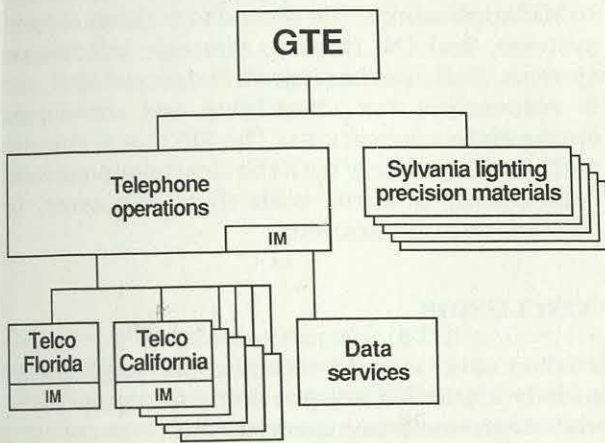 GTE
Telephone
operations
IM
Sylvania lighting
precision materials
Telco
Florida
IM
Telco
California
IM
Data
services